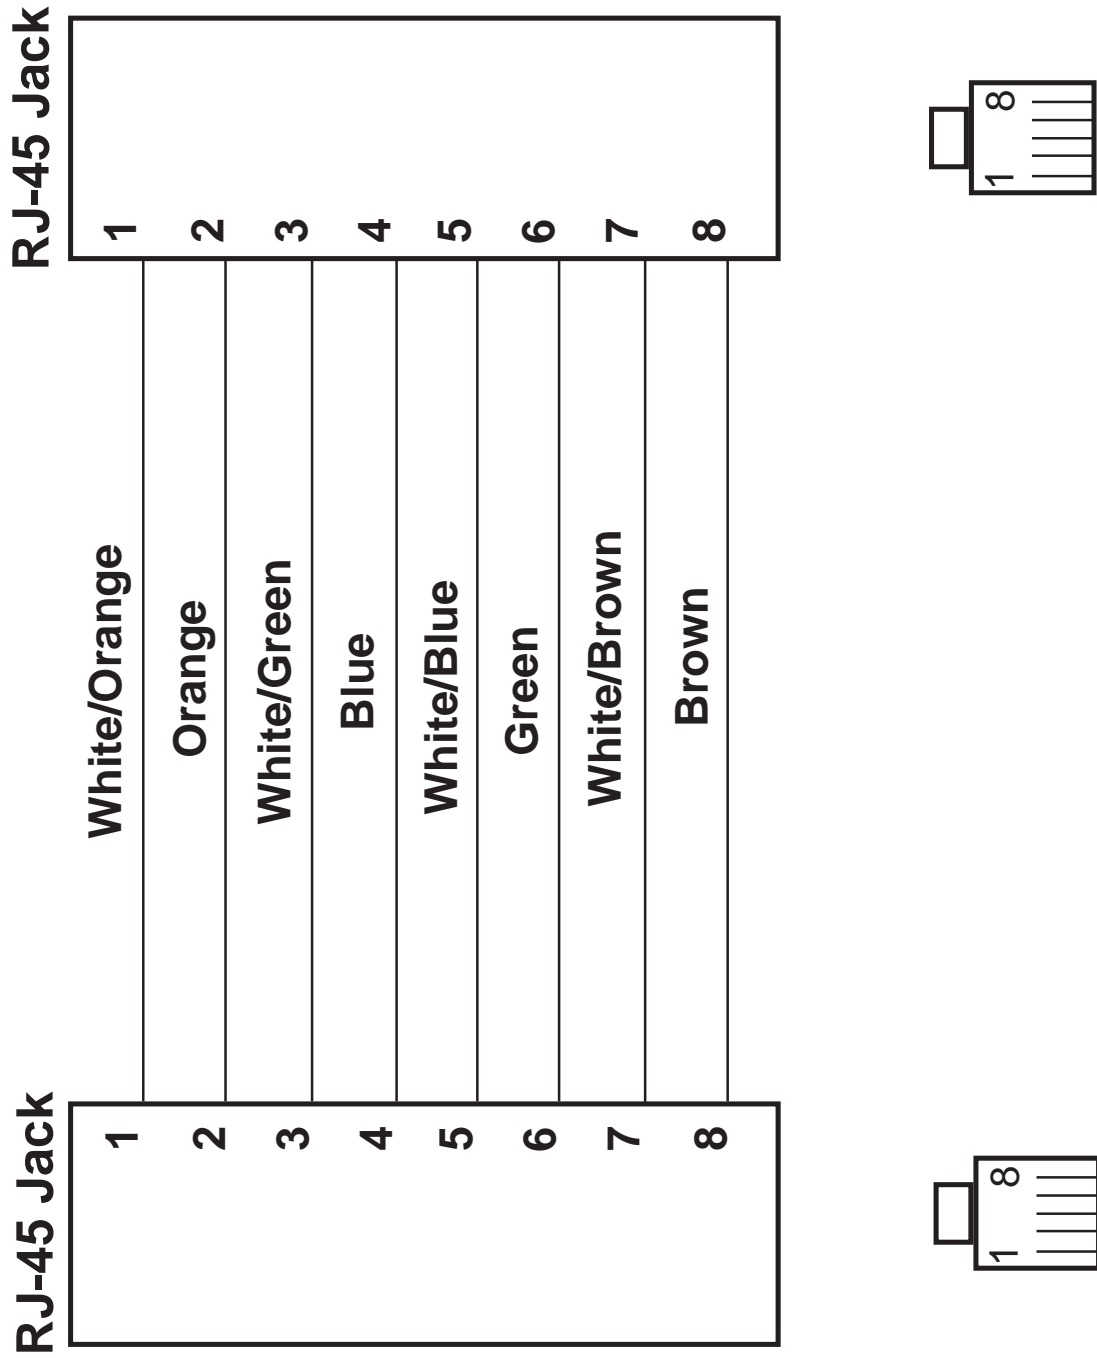 RJ-45 Jack
RJ-45 Jack
1 White/Orange 1
2 Orange 2
3 White/Green 3
4 Blue 4
5 White/Blue 5
6 Green 6
7 White/Brown 7
8 Brown 8
1 8
1 8